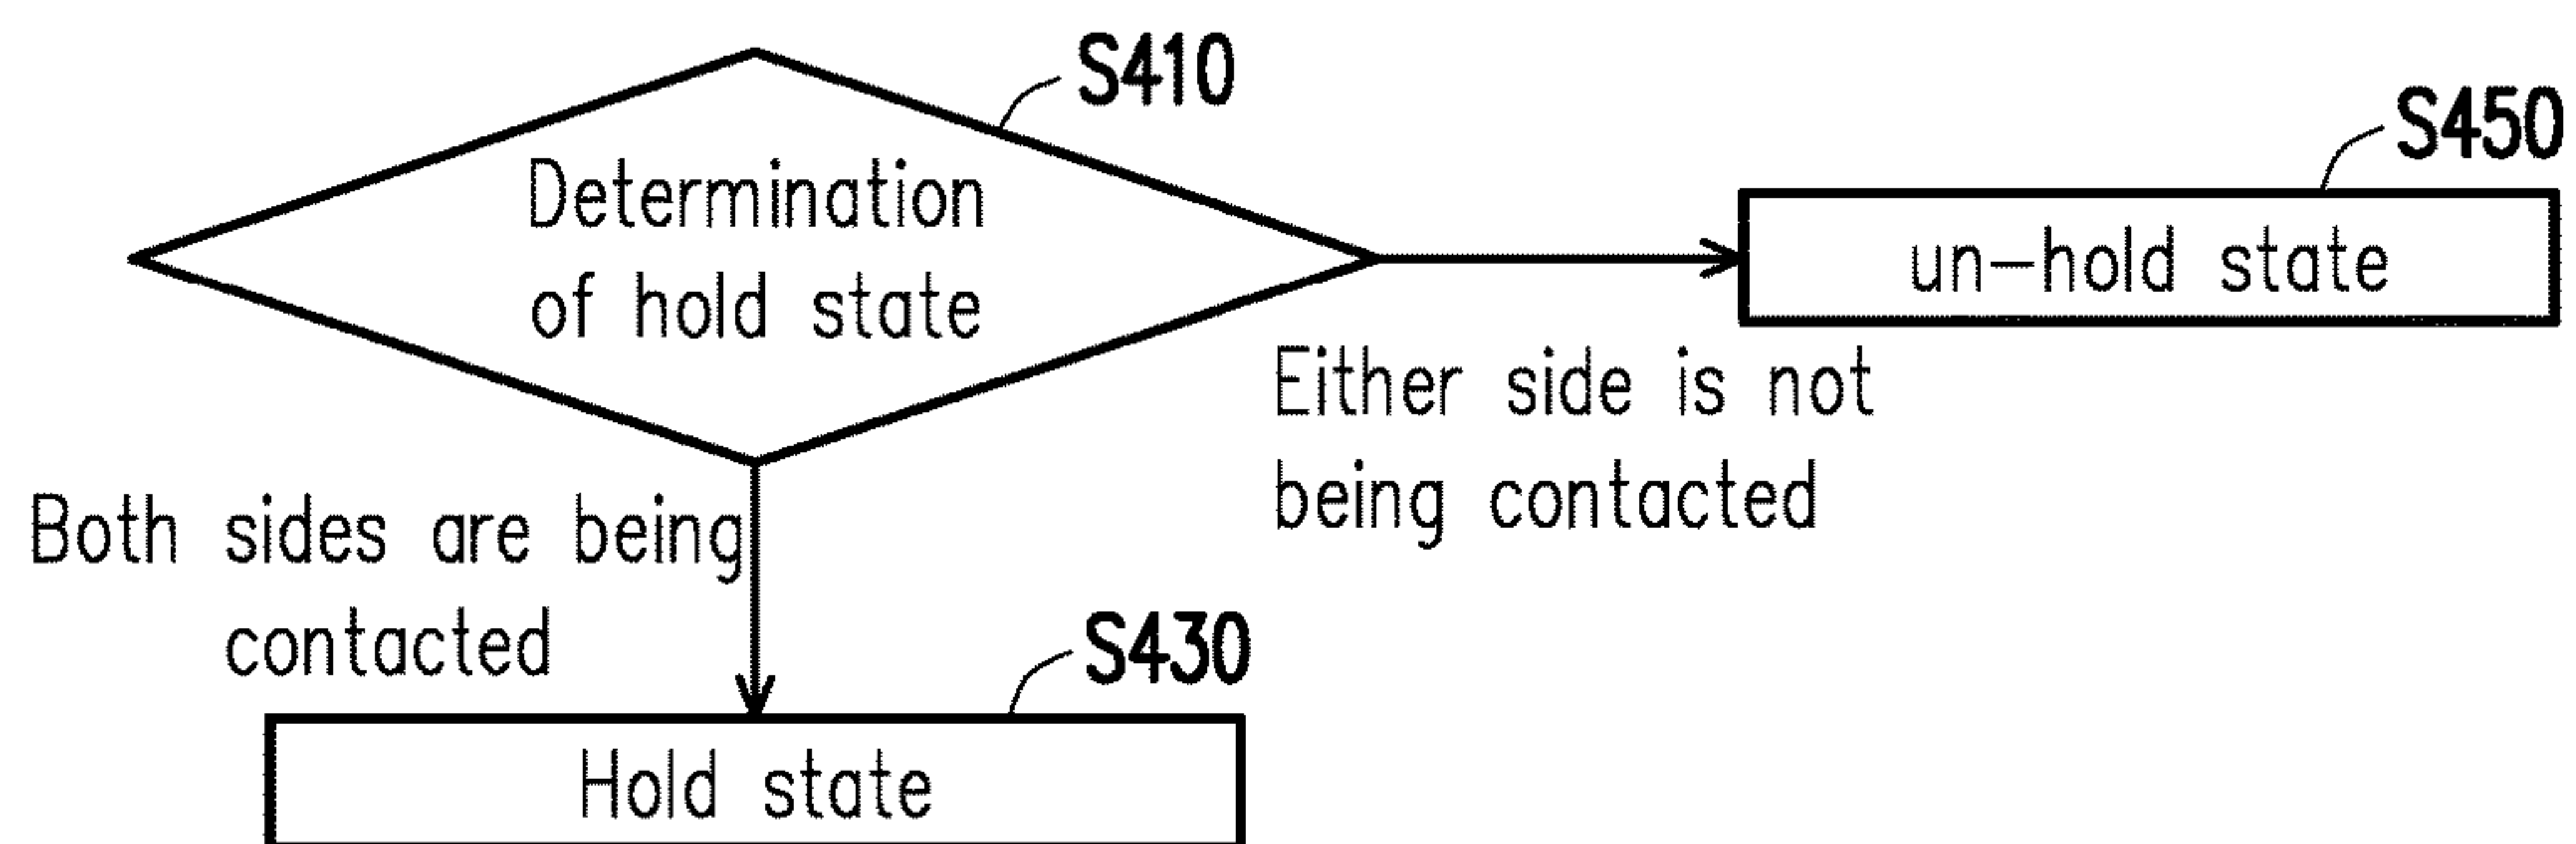 S410
Determination
of hold state
S450
un-hold state
Either side is not
being contacted
Both sides are being
contacted
S430
Hold state